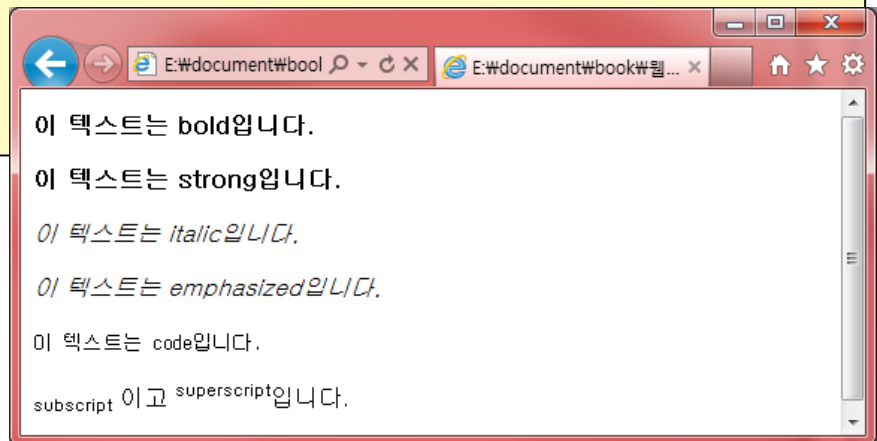 E:₩document₩bool
E:₩document₩book₩웹...
이 텍스트는 bold입니다.
이 텍스트는 strong입니다.
이 텍스트는 italic입니다.
이 텍스트는 emphasized입니다.
이 텍스트는 code입니다.
subscript 이고 superscript입니다.